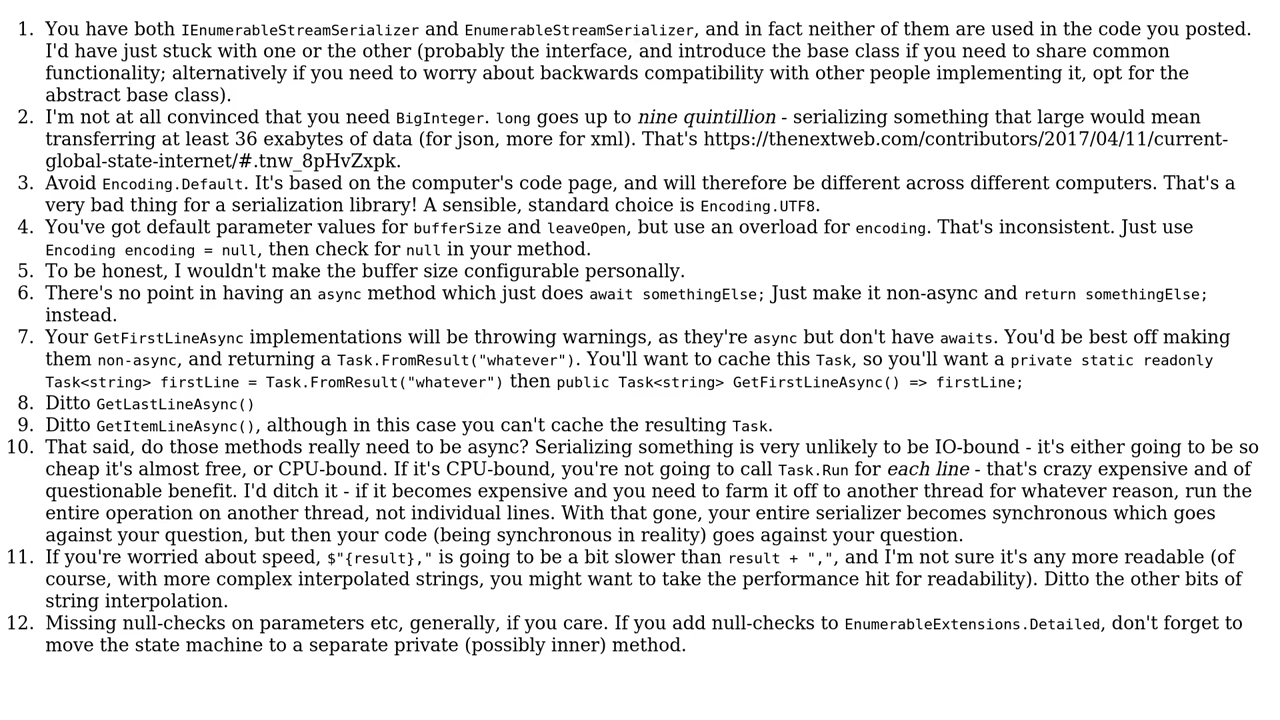 1. You have both IEnumerableStreamSerializer and EnumerableStreamSerializer, and in fact neither of them are used in the code you posted.
I'd have just stuck with one or the other (probably the interface, and introduce the base class if you need to share common
functionality; alternatively if you need to worry about backwards compatibility with other people implementing it, opt for the
abstract base class).
2. I'm not at all convinced that you need BigInteger. long goes up to nine quintillion - serializing something that large would mean
transferring at least 36 exabytes of data (for json, more for xml). That's https://thenextweb.com/contributors/2017/04/11/current-
global-state-internet/#.tnw_8pHvZxpk.
3. Avoid Encoding.Default. It's based on the computer's code page, and will therefore be different across different computers. That's a
very bad thing for a serialization library! A sensible, standard choice is Encoding.UTF8.
4. You've got default parameter values for bufferSize and leaveOpen, but use an overload for encoding. That's inconsistent. Just use
Encoding encoding = null, then check for null in your method.
5. To be honest, I wouldn't make the buffer size configurable personally.
6. There's no point in having an async method which just does await somethingElse; Just make it non-async and return somethingElse;
instead.
7. Your GetFirstLineAsync implementations will be throwing warnings, as they're async but don't have awaits. You'd be best off making
them non-async, and returning a Task.FromResult("whatever"). You'll want to cache this Task, so you'll want a private static readonly
Task<string> firstLine = Task.FromResult("whatever") then public Task<string> GetFirstLineAsync() => firstLine;
8. Ditto GetLastLineAsync()
9. Ditto GetItemLineAsync(), although in this case you can't cache the resulting Task.
10. That said, do those methods really need to be async? Serializing something is very unlikely to be IO-bound - it's either going to be so
cheap it's almost free, or CPU-bound. If it's CPU-bound, you're not going to call Task.Run for each line - that's crazy expensive and of
questionable benefit. I'd ditch it - if it becomes expensive and you need to farm it off to another thread for whatever reason, run the
entire operation on another thread, not individual lines. With that gone, your entire serializer becomes synchronous which goes
against your question, but then your code (being synchronous in reality) goes against your question.
11. If you're worried about speed, $"{result}," is going to be a bit slower than result + ",", and I'm not sure it's any more readable (of
course, with more complex interpolated strings, you might want to take the performance hit for readability). Ditto the other bits of
string interpolation.
12. Missing null-checks on parameters etc, generally, if you care. If you add null-checks to EnumerableExtensions.Detailed, don't forget to
move the state machine to a separate private (possibly inner) method.